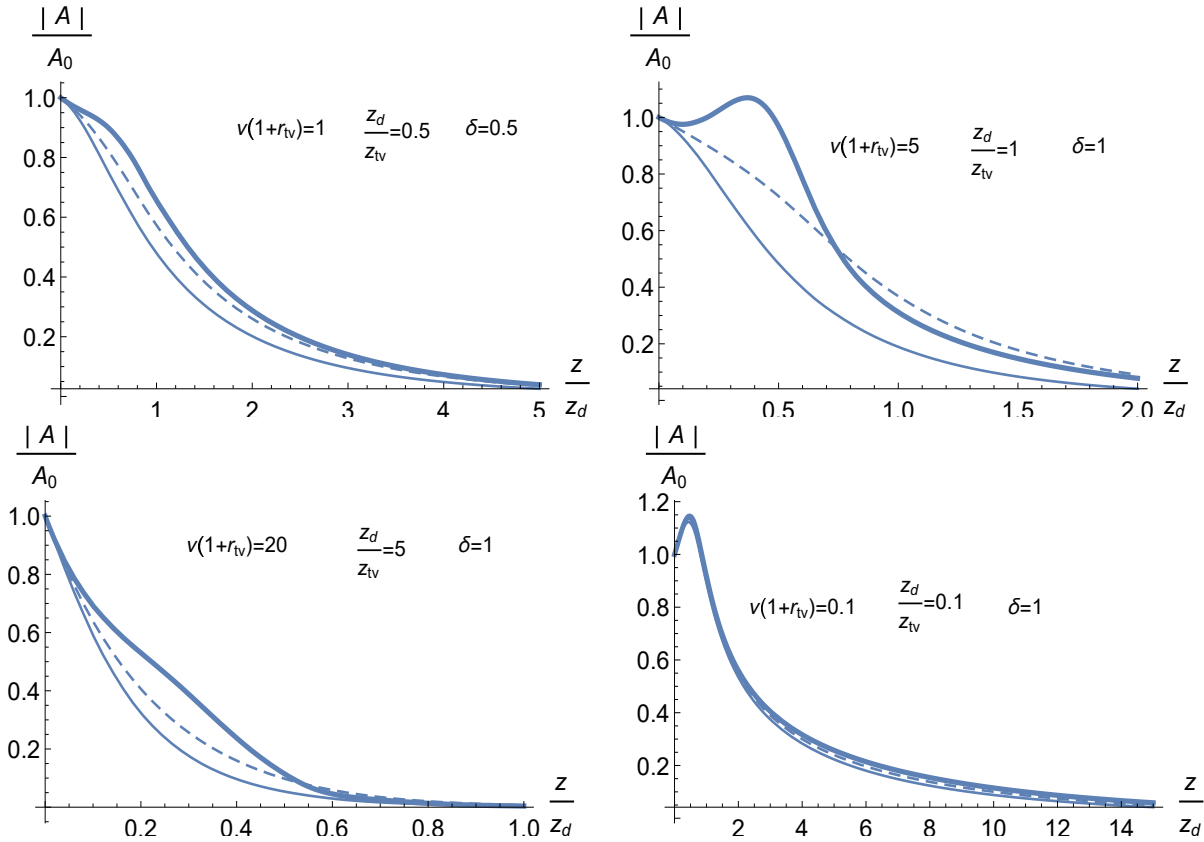 | A |
A0
1.0
0.8
0.6
0.4
0.2
v(1+rtv)=1 zd/ztv=0.5 δ=0.5
1 2 3 4 5
z/zd
| A |
A0
1.0
0.8
0.6
0.4
0.2
v(1+rtv)=5 zd/ztv=1 δ=1
0.5 1.0 1.5 2.0
z/zd
| A |
A0
1.0
0.8
0.6
0.4
0.2
v(1+rtv)=20 zd/ztv=5 δ=1
0.2 0.4 0.6 0.8 1.0
z/zd
| A |
A0
1.2
1.0
0.8
0.6
0.4
0.2
v(1+rtv)=0.1 zd/ztv=0.1 δ=1
2 4 6 8 10 12 14
z/zd